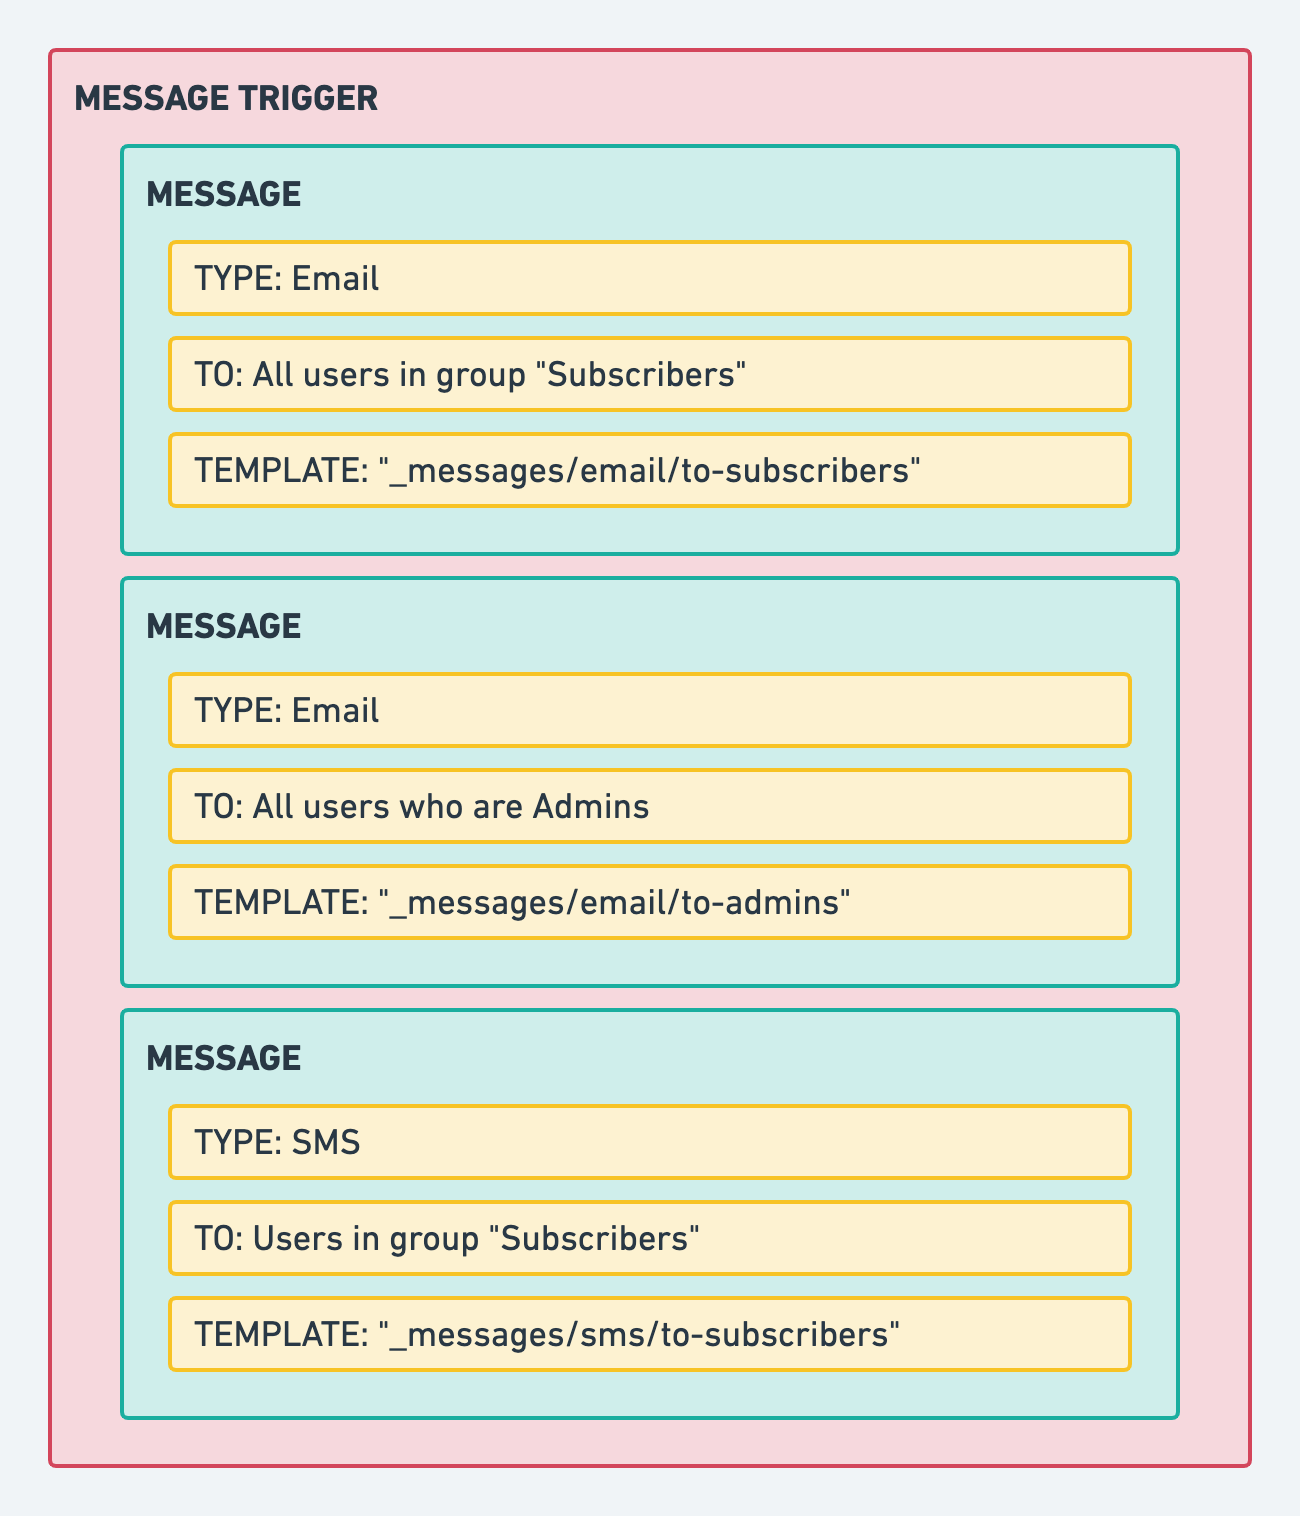 MESSAGE TRIGGER
MESSAGE
TYPE: Email
TO: All users in group "Subscribers"
TEMPLATE: "_messages/email/to-subscribers"
MESSAGE
TYPE: Email
TO: All users who are Admins
TEMPLATE: "_messages/email/to-admins"
MESSAGE
TYPE: SMS
TO: Users in group "Subscribers"
TEMPLATE: "_messages/sms/to-subscribers"